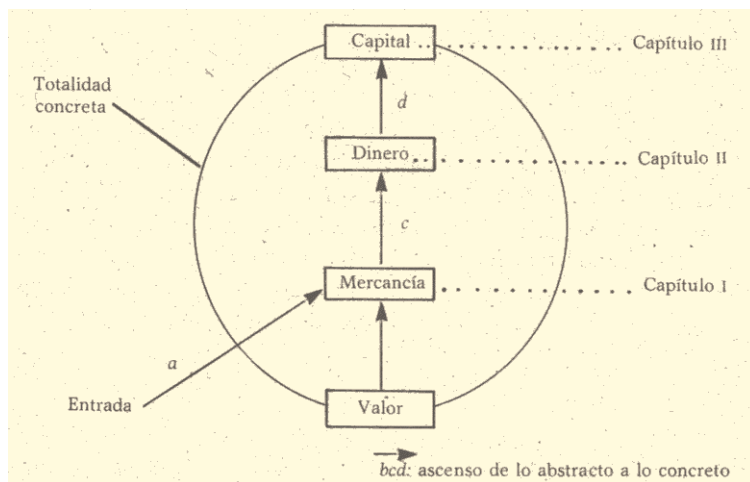 Capital
Capítulo III
Totalidad
concreta
d
Dinero
Capítulo II
c
Mercancía
Capítulo I
a
Entrada
Valor
bcd: ascenso de lo abstracto a lo concreto